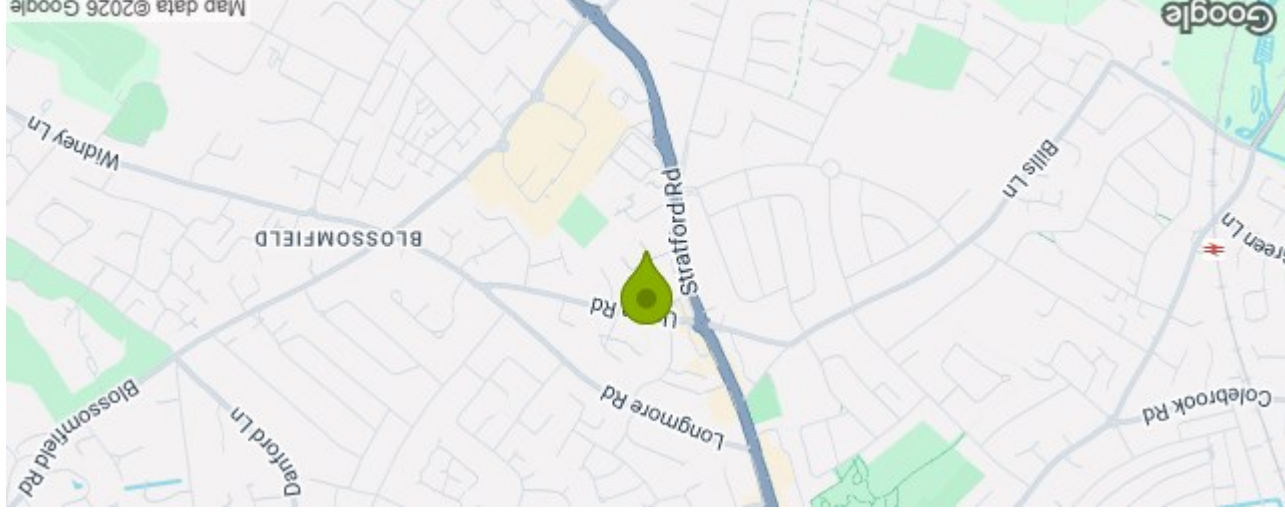 Blossomfield Rd
Danford Ln
Colebrook Rd
Longmore Rd
Rd
Stratford Rd
Green Ln
BLOSSOMFIELD
Bills Ln
Widney Ln
Google
Map data ©2026 Google